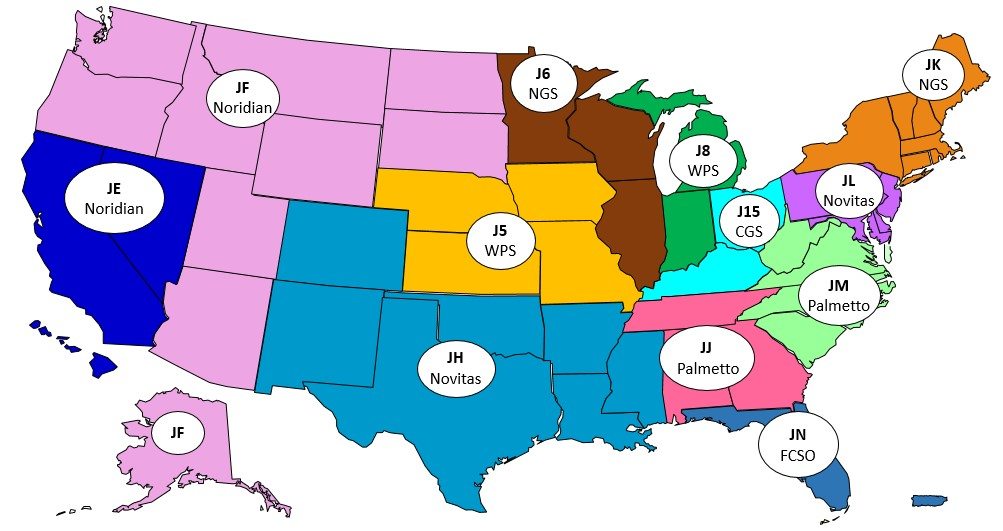 JF
Noridian
J6
NGS
JK
NGS
J8
WPS
JE
Noridian
JL
Novitas
J15
CGS
J5
WPS
JM
Palmetto
JH
Novitas
JJ
Palmetto
JF
JN
FCSO